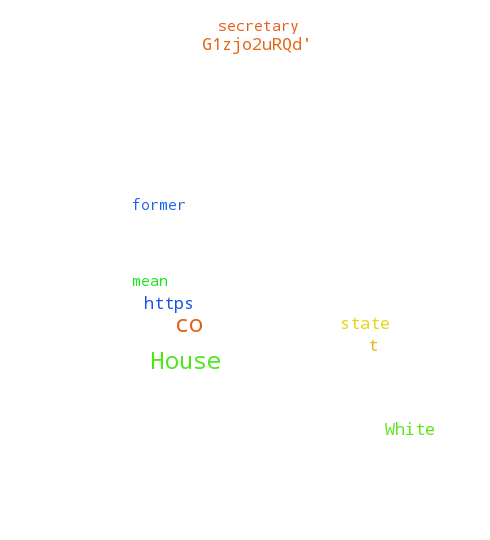 secretary
G1zjo2uRQd'
former
mean
https
co
state
t
House
White